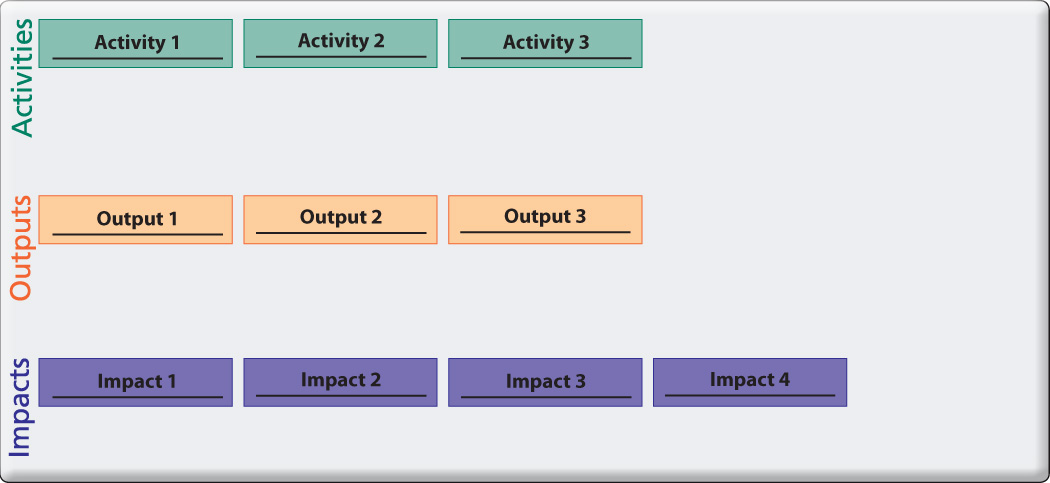 Activities
Activity 1
Activity 2
Activity 3
Outputs
Output 1
Output 2
Output 3
Impacts
Impact 1
Impact 2
Impact 3
Impact 4